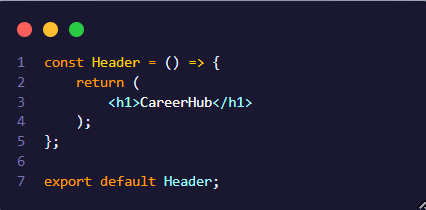 1 const Header = () => {
2     return (
3         <h1>CareerHub</h1>
4     );
5 };
6
7 export default Header;